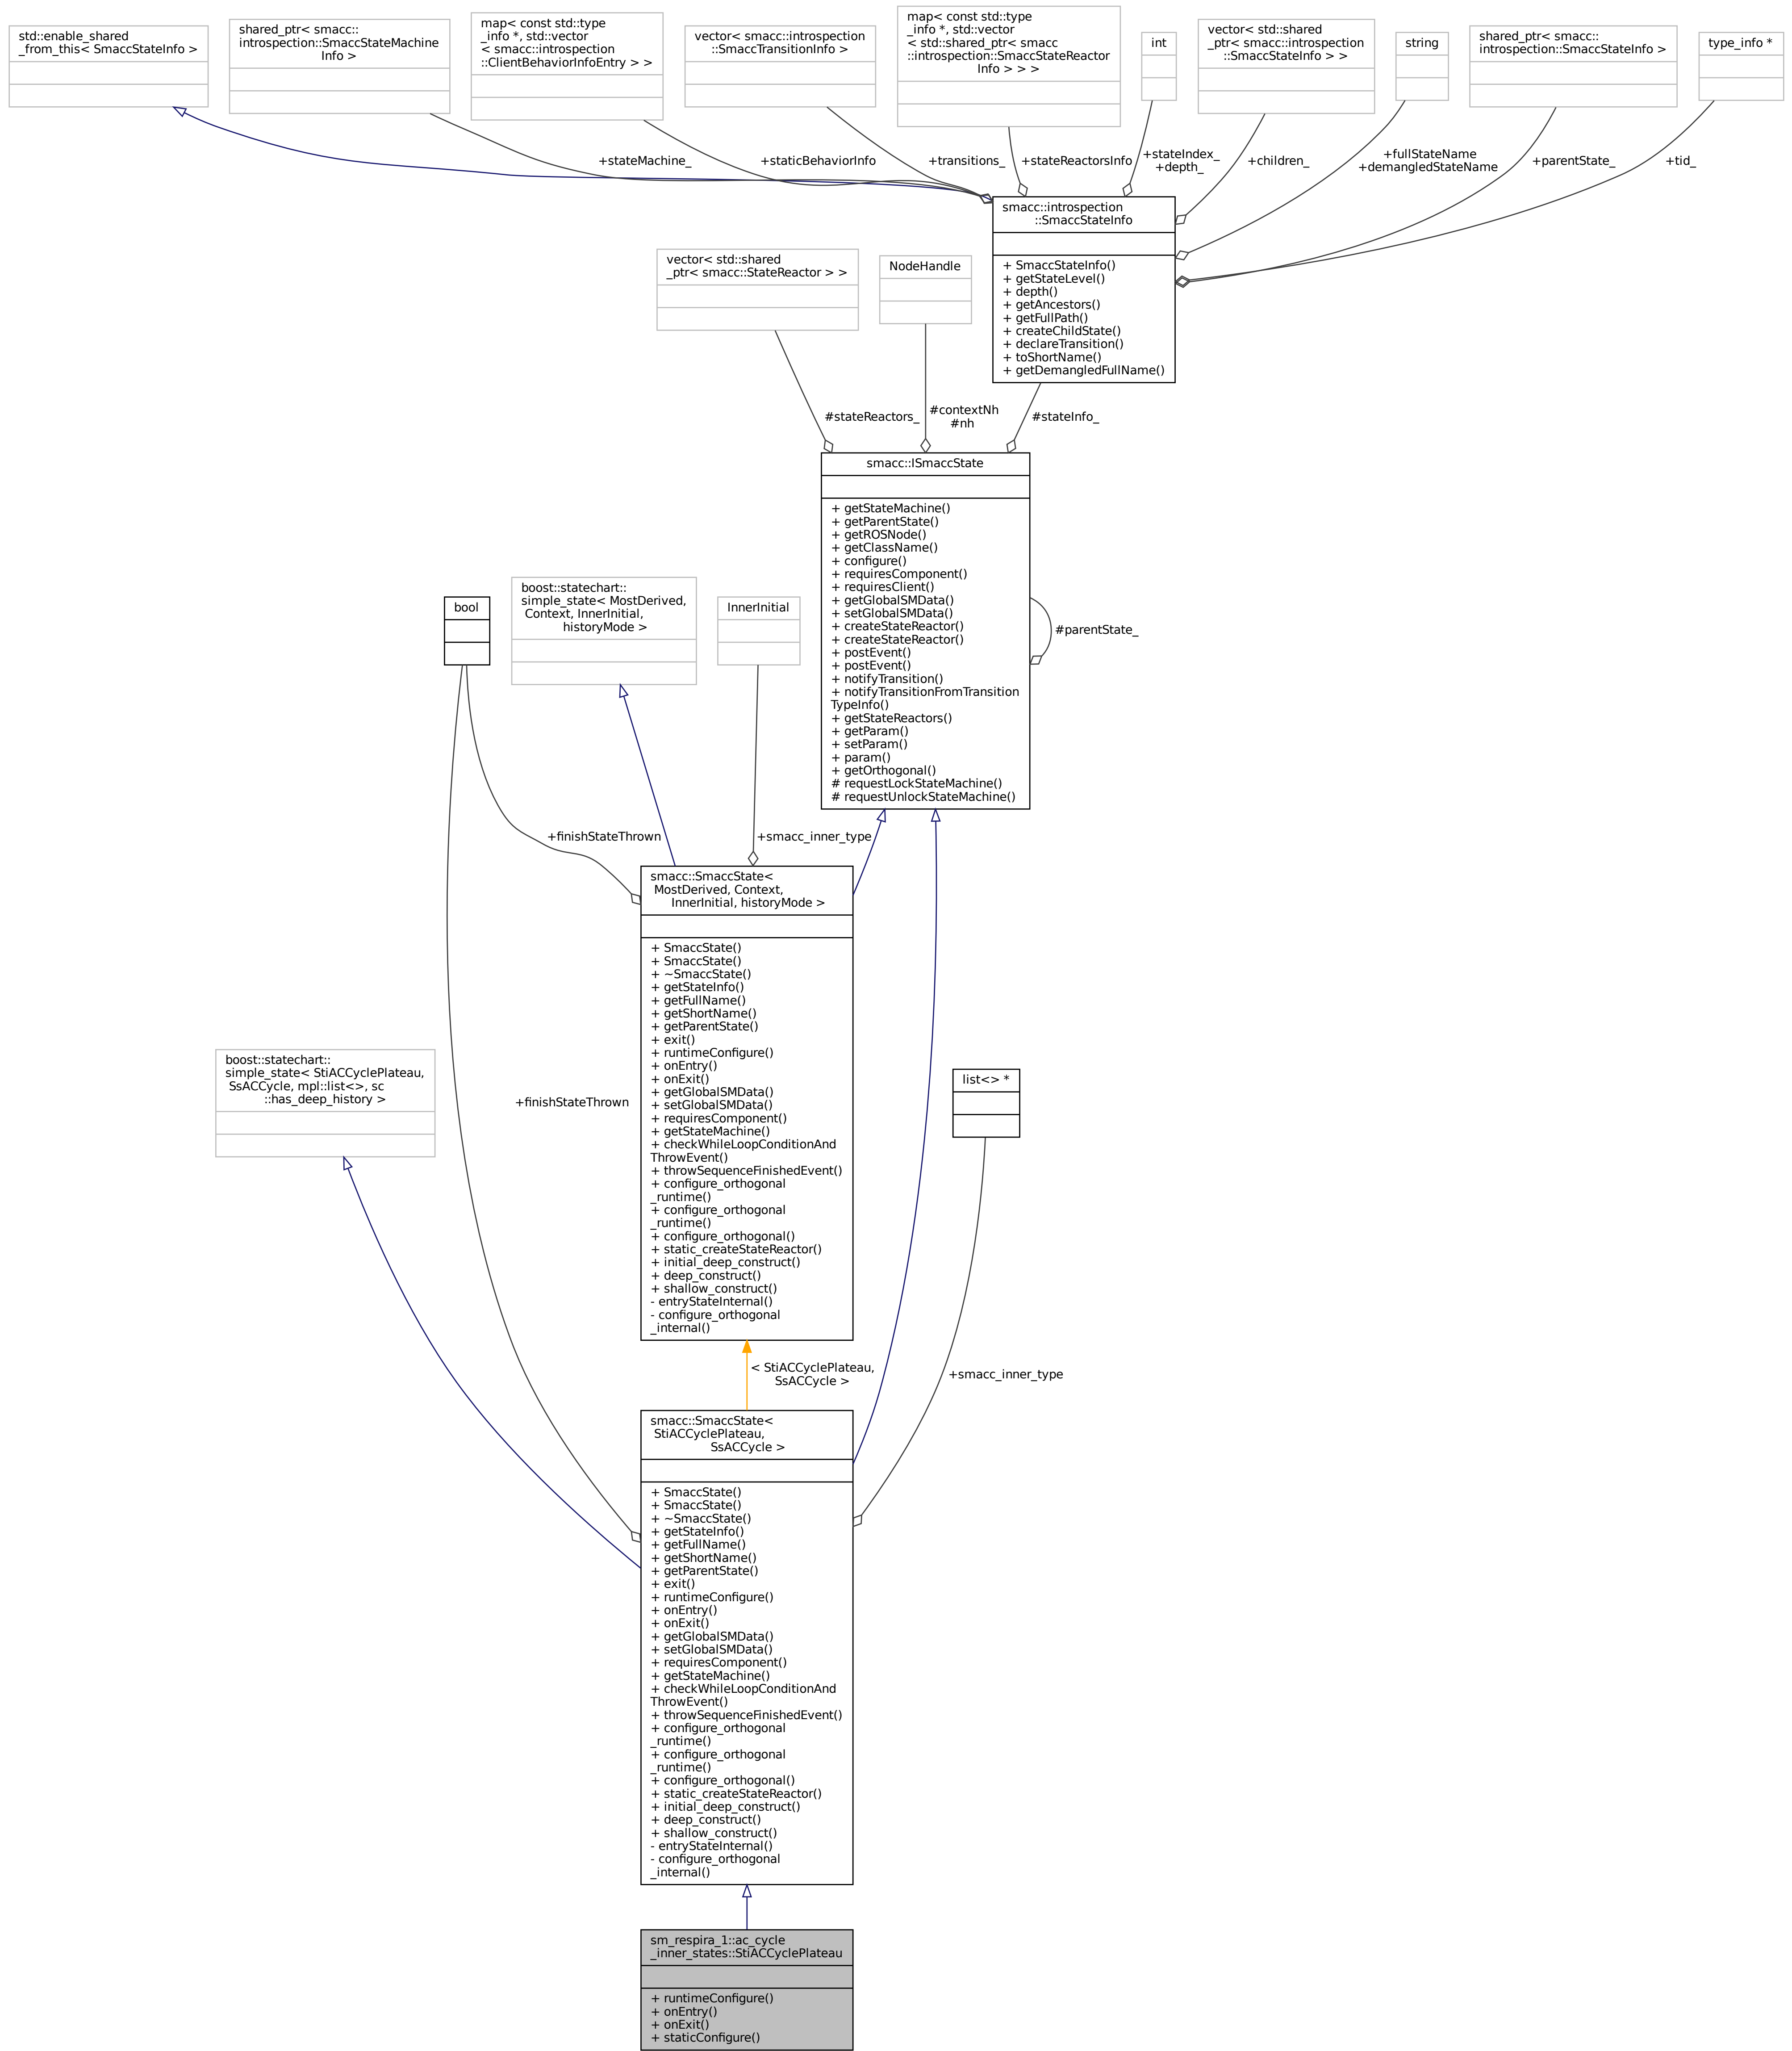 std::enable_shared
_from_this< SmaccStateInfo >
shared_ptr< smacc::
introspection::SmaccStateMachine
Info >
map< const std::type
_info *, std::vector
< smacc::introspection
::ClientBehaviorInfoEntry > >
vector< smacc::introspection
::SmaccTransitionInfo >
map< const std::type
_info *, std::vector
< std::shared_ptr< smacc
::introspection::SmaccStateReactor
Info > > >
int
vector< std::shared
_ptr< smacc::introspection
::SmaccStateInfo > >
string
shared_ptr< smacc::
introspection::SmaccStateInfo >
type_info *
+stateMachine_
+staticBehaviorInfo
+transitions_
+stateReactorsInfo
+stateIndex_
+depth_
+children_
+fullStateName
+demangledStateName
+parentState_
+tid_
smacc::introspection
::SmaccStateInfo
+ SmaccStateInfo()
+ getStateLevel()
+ depth()
+ getAncestors()
+ getFullPath()
+ createChildState()
+ declareTransition()
+ toShortName()
+ getDemangledFullName()
vector< std::shared
_ptr< smacc::StateReactor > >
NodeHandle
#stateReactors_
#contextNh
#nh
#stateInfo_
smacc::ISmaccState
+ getStateMachine()
+ getParentState()
+ getROSNode()
+ getClassName()
+ configure()
+ requiresComponent()
+ requiresClient()
+ getGlobalSMData()
+ setGlobalSMData()
+ createStateReactor()
+ createStateReactor()
+ postEvent()
+ postEvent()
+ notifyTransition()
+ notifyTransitionFromTransition
TypeInfo()
+ getStateReactors()
+ getParam()
+ setParam()
+ param()
+ getOrthogonal()
# requestLockStateMachine()
# requestUnlockStateMachine()
#parentState_
bool
boost::statechart::
simple_state< MostDerived,
Context, InnerInitial,
historyMode >
InnerInitial
+finishStateThrown
+smacc_inner_type
smacc::SmaccState<
MostDerived, Context,
InnerInitial, historyMode >
+ SmaccState()
+ SmaccState()
+ ~SmaccState()
+ getStateInfo()
+ getFullName()
+ getShortName()
+ getParentState()
+ exit()
+ runtimeConfigure()
+ onEntry()
+ onExit()
+ getGlobalSMData()
+ setGlobalSMData()
+ requiresComponent()
+ getStateMachine()
+ checkWhileLoopConditionAnd
ThrowEvent()
+ throwSequenceFinishedEvent()
+ configure_orthogonal
_runtime()
+ configure_orthogonal
_runtime()
+ configure_orthogonal()
+ static_createStateReactor()
+ initial_deep_construct()
+ deep_construct()
+ shallow_construct()
- entryStateInternal()
- configure_orthogonal
_internal()
boost::statechart::
simple_state< StiACCyclePlateau,
SsACCycle, mpl::list<>, sc
::has_deep_history >
+finishStateThrown
list<> *
< StiACCyclePlateau,
SsACCycle >
+smacc_inner_type
smacc::SmaccState<
StiACCyclePlateau,
SsACCycle >
+ SmaccState()
+ SmaccState()
+ ~SmaccState()
+ getStateInfo()
+ getFullName()
+ getShortName()
+ getParentState()
+ exit()
+ runtimeConfigure()
+ onEntry()
+ onExit()
+ getGlobalSMData()
+ setGlobalSMData()
+ requiresComponent()
+ getStateMachine()
+ checkWhileLoopConditionAnd
ThrowEvent()
+ throwSequenceFinishedEvent()
+ configure_orthogonal
_runtime()
+ configure_orthogonal
_runtime()
+ configure_orthogonal()
+ static_createStateReactor()
+ initial_deep_construct()
+ deep_construct()
+ shallow_construct()
- entryStateInternal()
- configure_orthogonal
_internal()
sm_respira_1::ac_cycle
_inner_states::StiACCyclePlateau
+ runtimeConfigure()
+ onEntry()
+ onExit()
+ staticConfigure()